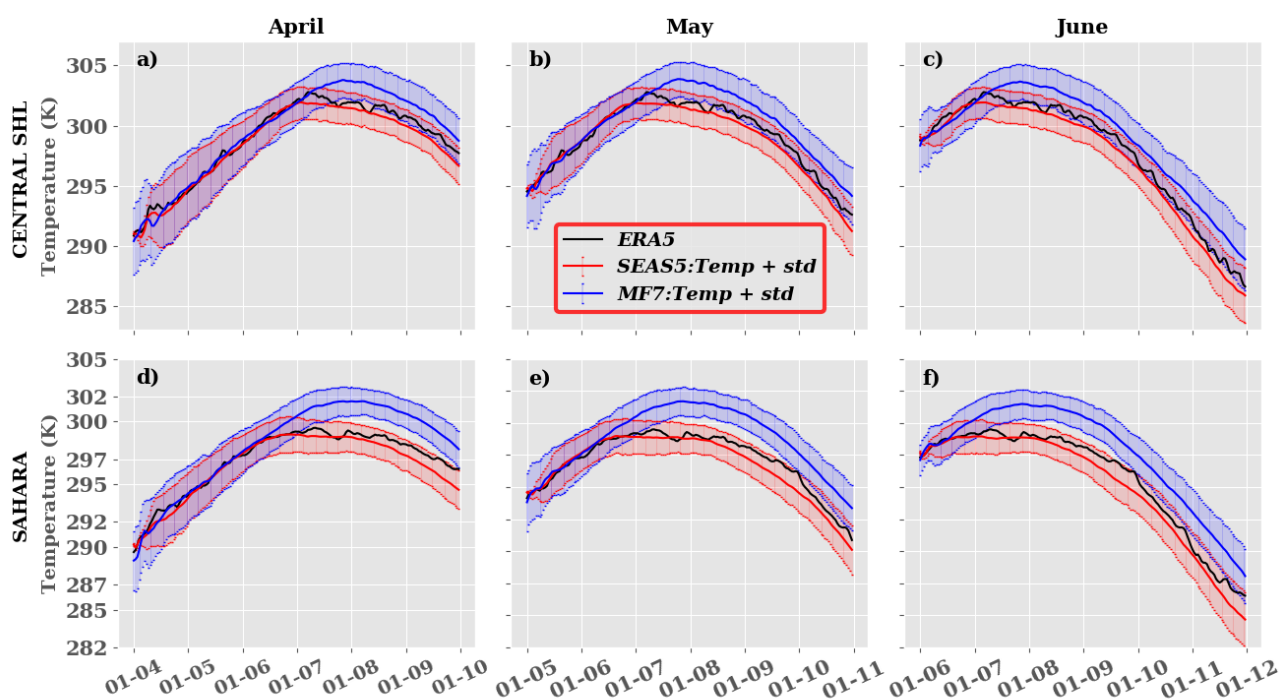 April May June
a) b) c)
CENTRAL SHL
Temperature (K)
305
300
295
290
285
ERA5
SEAS5:Temp + std
MF7:Temp + std
d) e) f)
SAHARA
Temperature (K)
305
302
300
297
295
292
290
287
285
282
01-04 01-05 01-06 01-07 01-08 01-09 01-10 01-05 01-06 01-07 01-08 01-09 01-10 01-11 01-06 01-07 01-08 01-09 01-10 01-11 01-12